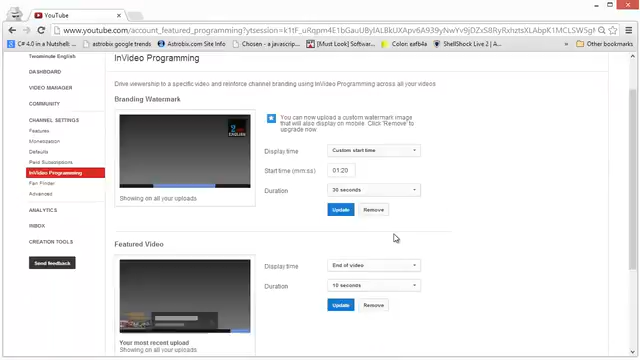 YouTube
https://www.youtube.com/account_featured_programming?ytsession=
C# 4.0 in a Nutshell:
astrobix google trends
Astrobix.com Site Info
Chosen - a javascrip...
[Must Look] Softwar...
Color: eafb4a
ShellShock Live 2 |
Other bookmarks
Twominute English
DASHBOARD
VIDEO MANAGER
COMMUNITY
CHANNEL SETTINGS
Features
Monetization
Defaults
Paid Subscriptions
InVideo Programming
Fan Finder
Advanced
ANALYTICS
INBOX
CREATION TOOLS
Send feedback
InVideo Programming
Drive viewership to a specific video and reinforce channel branding using InVideo Programming across all your videos
Branding Watermark
Showing on all your uploads
You can now upload a custom watermark image
that will also display on mobile. Click 'Remove' to
upgrade now
Display time
Custom start time
Start time (mm:ss)
01:20
Duration
30 seconds
Update
Remove
Featured Video
Your most recent upload
Showing on all your uploads
Display time
End of video
Duration
10 seconds
Update
Remove